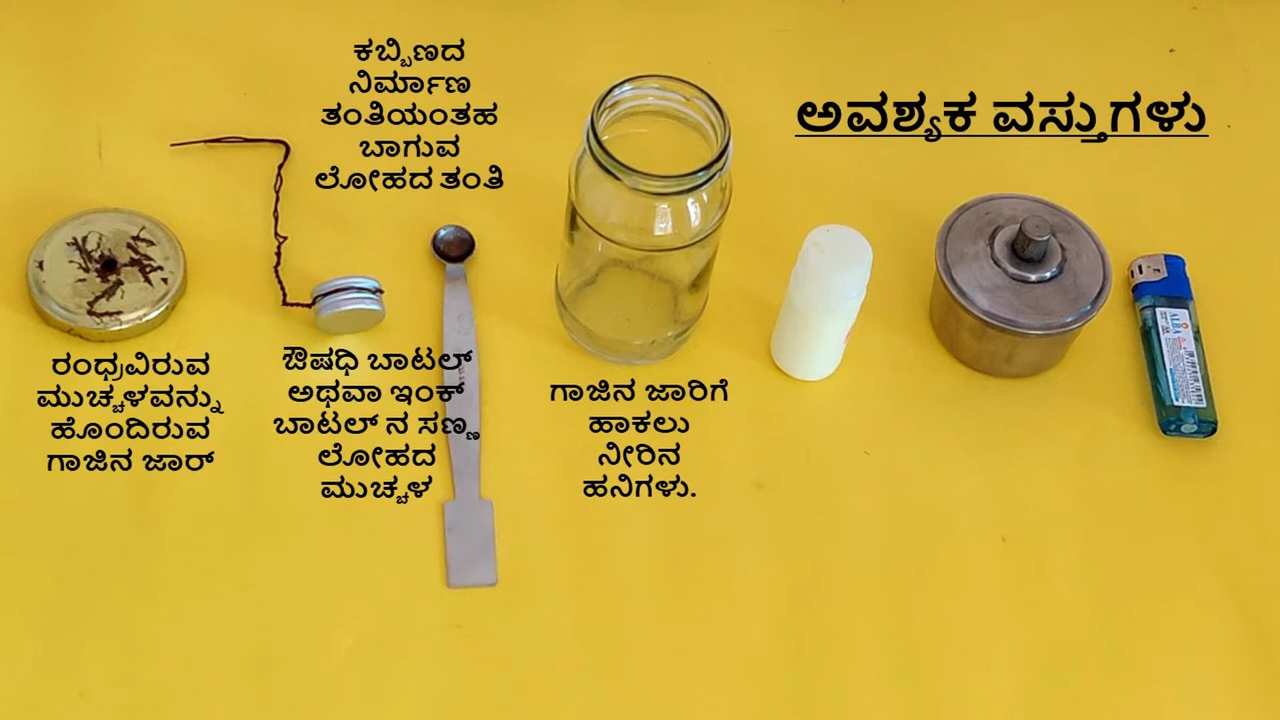 ಅವಶ್ಯಕ ವಸ್ತುಗಳು
ಕಬ್ಬಿಣದ
ನಿರ್ಮಾಣ
ತಂತಿಯಂತಹ
ಬಾಗುವ
ಲೋಹದ ತಂತಿ
ರಂಧ್ರವಿರುವ
ಮುಚ್ಚಳವನ್ನು
ಹೊಂದಿರುವ
ಗಾಜಿನ ಜಾರ್
ಔಷಧಿ ಬಾಟಲ್
ಅಥವಾ ಇಂಕ್
ಬಾಟಲ್ ನ ಸಣ್ಣ
ಲೋಹದ
ಮುಚ್ಚಳ
ಗಾಜಿನ ಜಾರಿಗೆ
ಹಾಕಲು
ನೀರಿನ
ಹನಿಗಳು.
ALBA